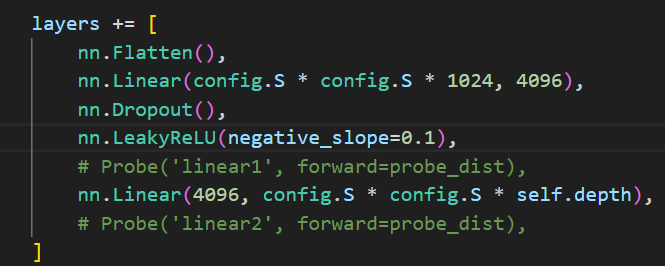 layers += [
nn.Flatten(),
nn.Linear(config.S * config.S * 1024, 4096),
nn.Dropout(),
nn.LeakyReLU(negative_slope=0.1),
# Probe('linear1', forward=probe_dist),
nn.Linear(4096, config.S * config.S * self.depth),
# Probe('linear2', forward=probe_dist),
]